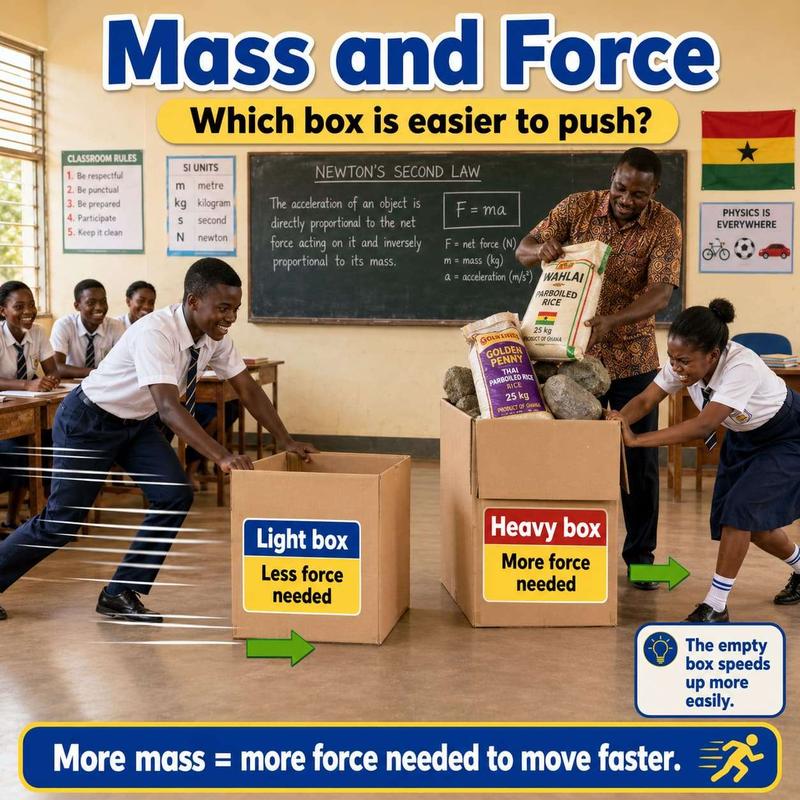 Mass and Force
Which box is easier to push?
CLASSROOM RULES
1. Be respectful
2. Be punctual
3. Be prepared
4. Participate
5. Keep it clean
SI UNITS
m metre
kg kilogram
s second
N newton
NEWTON'S SECOND LAW
The acceleration of an object is
directly proportional to the net
force acting on it and inversely
proportional to its mass.
F = ma
F = net force (N)
m = mass (kg)
a = acceleration (m/s²)
PHYSICS IS
EVERYWHERE
WAHLAI
PARBOILED
RICE
25 kg
PRODUCT OF GHANA
GOLDEN
PENNY
THAI
PARBOILED RICE
RICE
25 kg
PRODUCT OF GHANA
Light box
Less force
needed
Heavy box
More force
needed
The empty
box speeds
up more
easily.
More mass = more force needed to move faster.